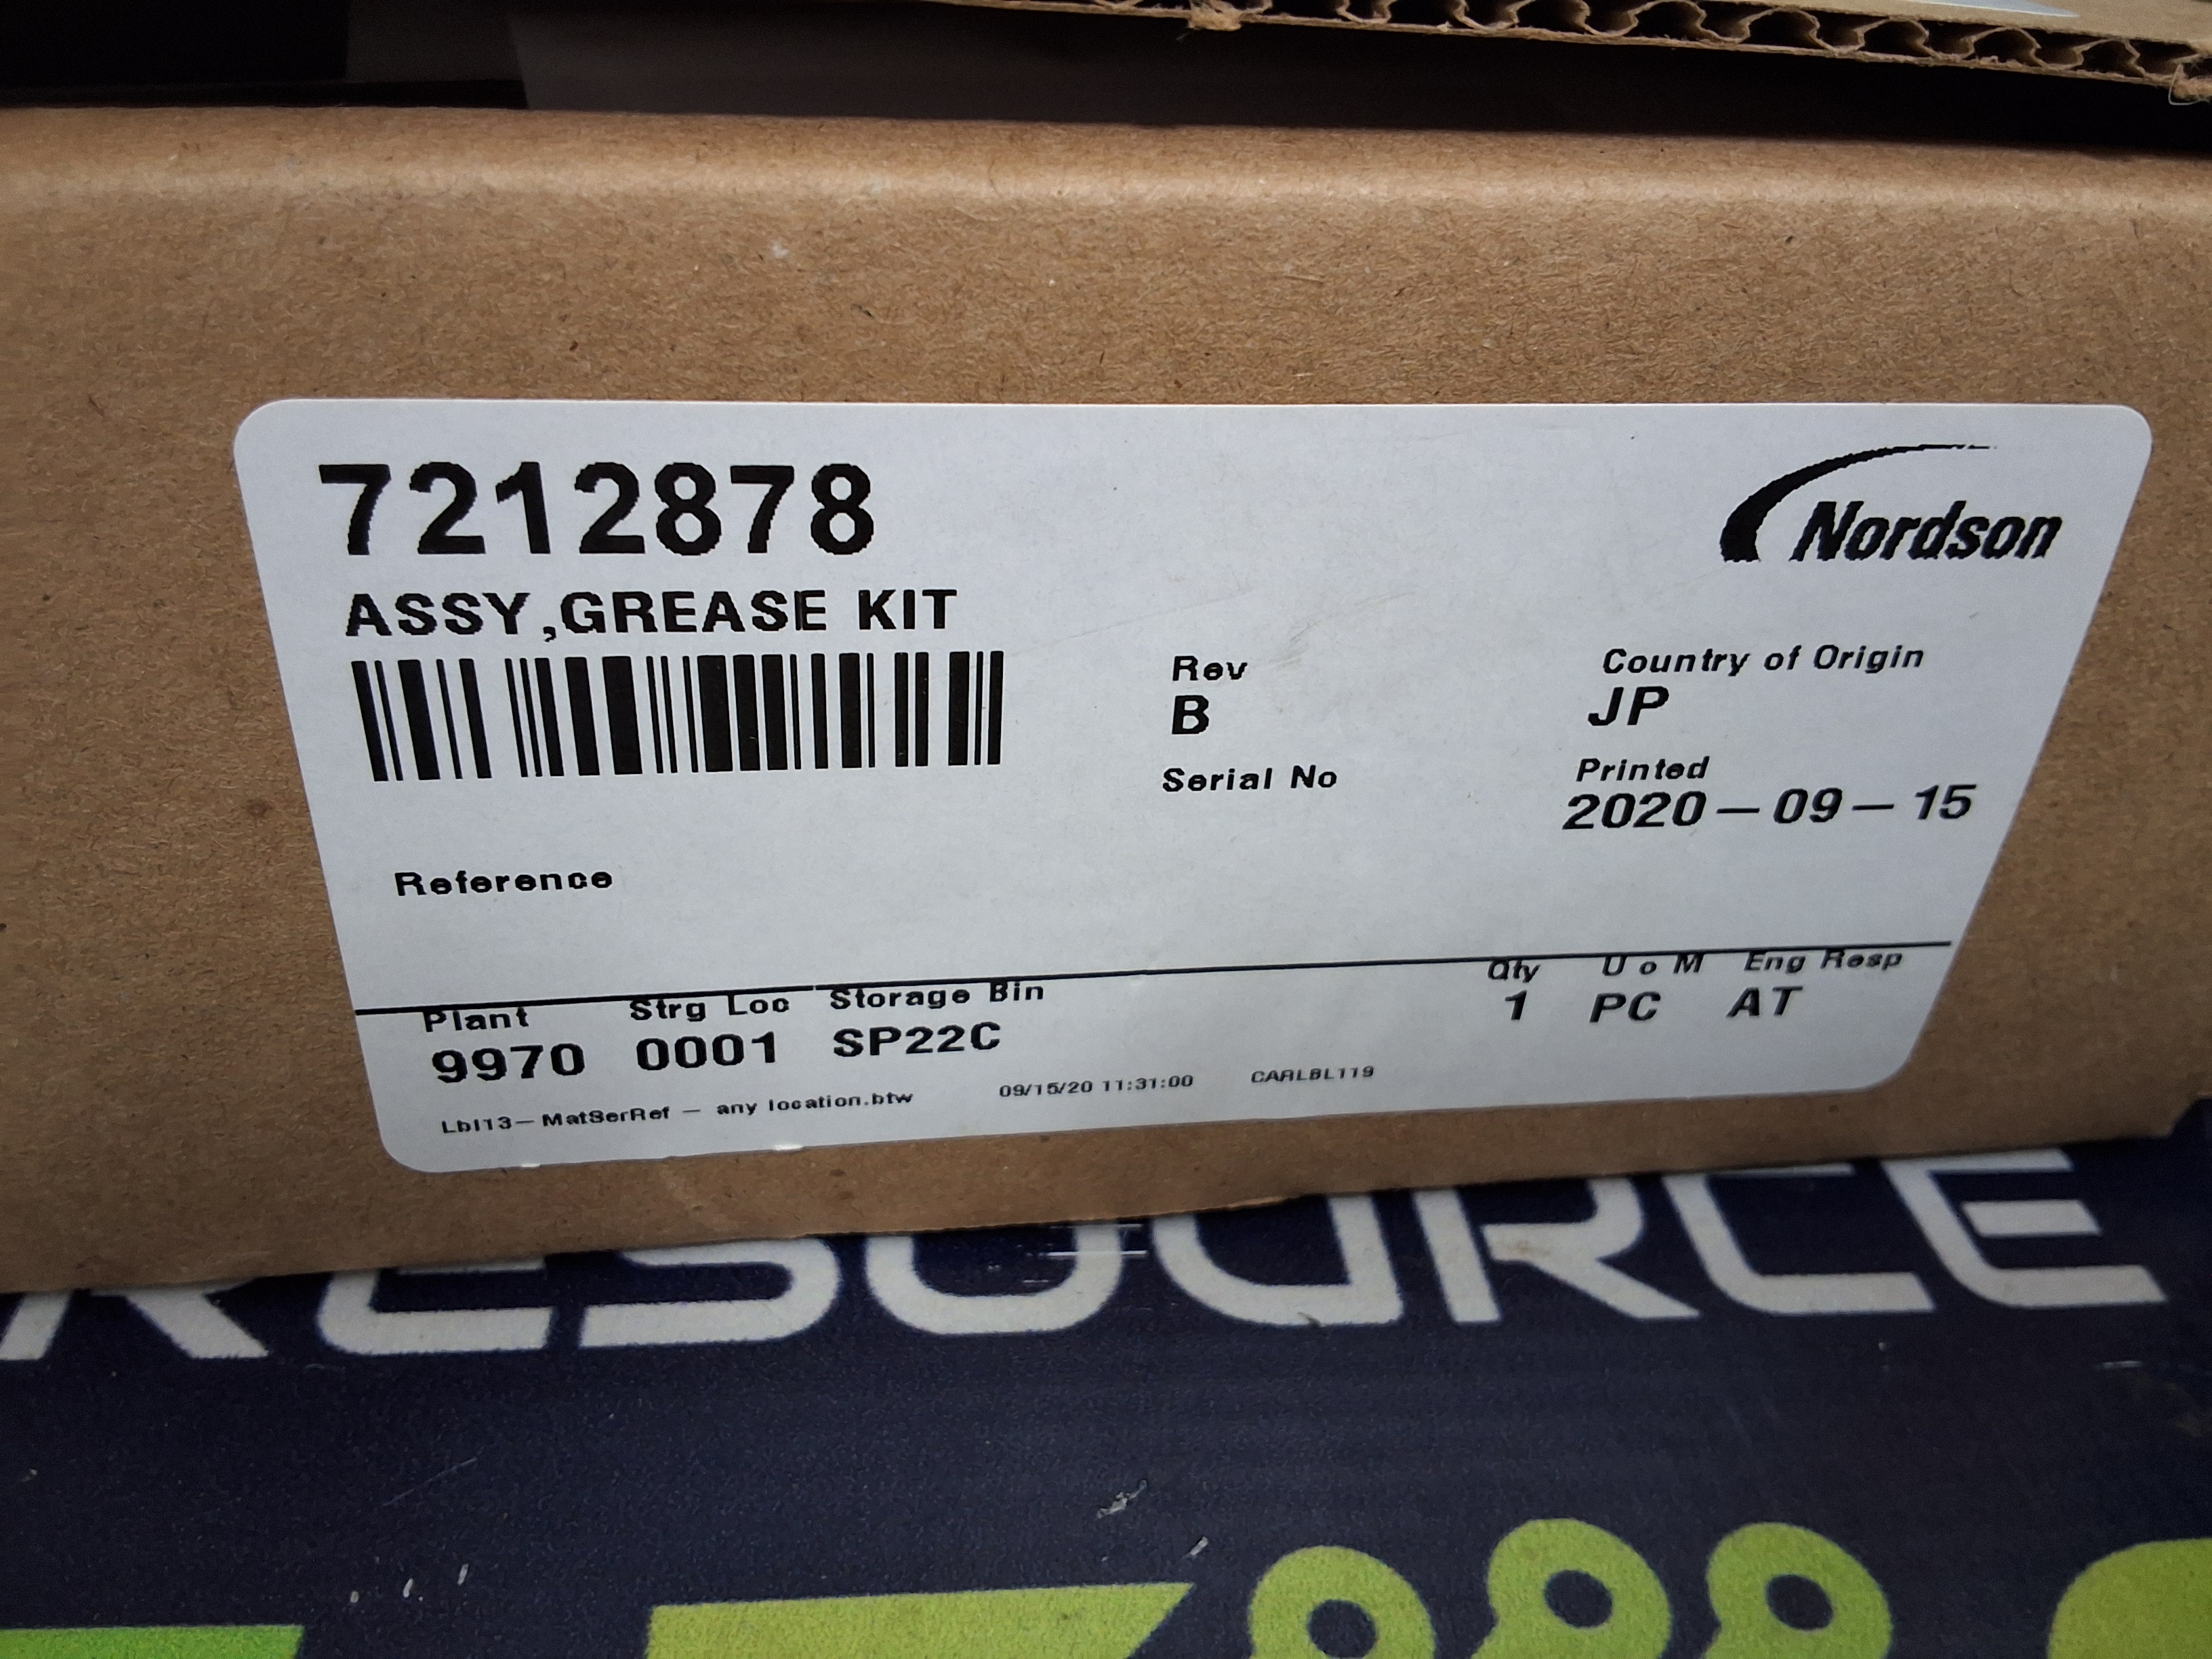 7212878
Nordson
ASSY,GREASE KIT
Rev
B
Country of Origin
JP
Serial No
Printed
2020-09-15
Reference
Plant Strg Loc Storage Bin Qty UoM Eng Resp
9970 0001 SP22C 1 PC AT
Lbl13-MatSerRef - any location.btw 09/15/20 11:31:00 CARLBL119
RESOURCE
888